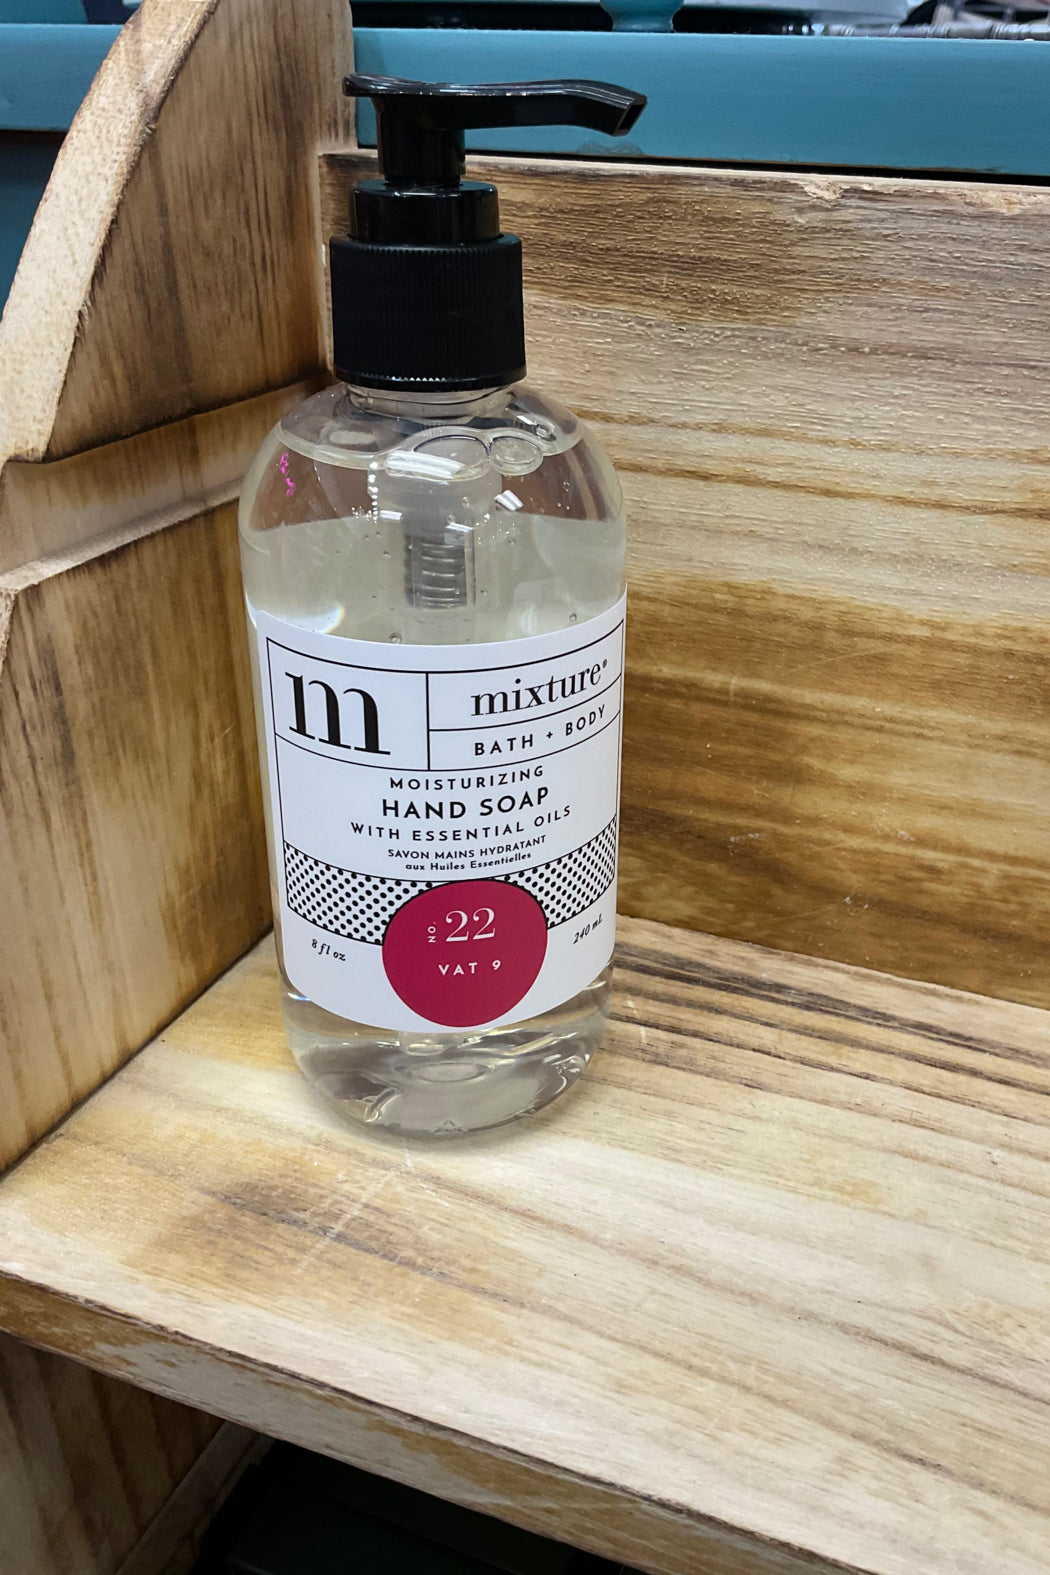 m
mixture®
BATH + BODY
MOISTURIZING
HAND SOAP
WITH ESSENTIAL OILS
SAVON MAINS HYDRATANT
aux Huiles Essentielles
NO. 22
VAT 9
8 fl oz
240 mL